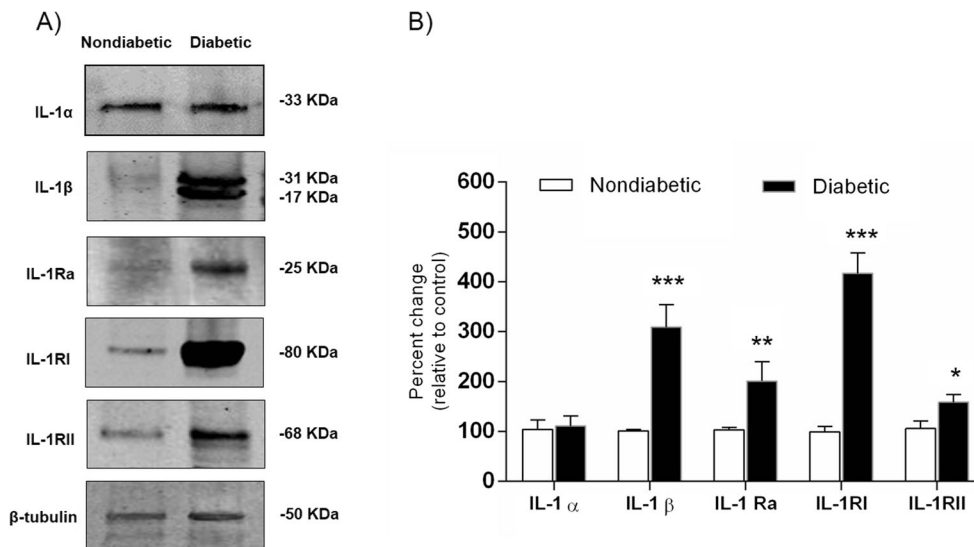 A)
Nondiabetic Diabetic
IL-1α -33 KDa
IL-1β -31 KDa
-17 KDa
IL-1Ra -25 KDa
IL-1RI -80 KDa
IL-1RII -68 KDa
β-tubulin -50 KDa
B)
Nondiabetic Diabetic
Percent change
(relative to control)
600
500
400
300
200
100
0
***
**
***
*
IL-1 α IL-1 β IL-1 Ra IL-1RI IL-1RII